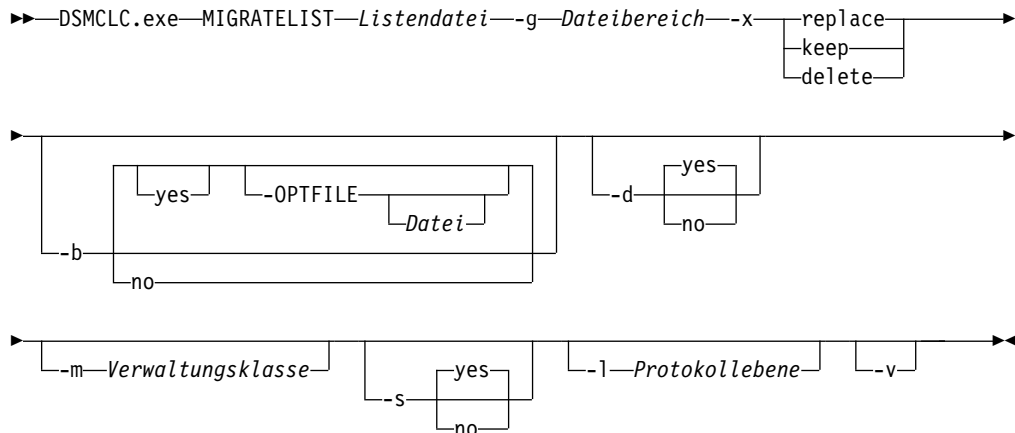 DSMCLC.exe MIGRATELIST Listendatei -g Dateibereich -x replace
keep
delete
-b yes -OPTFILE Datei
no
-d yes
no
-m Verwaltungsklasse
-s yes
no
-l Protokollebene
-v